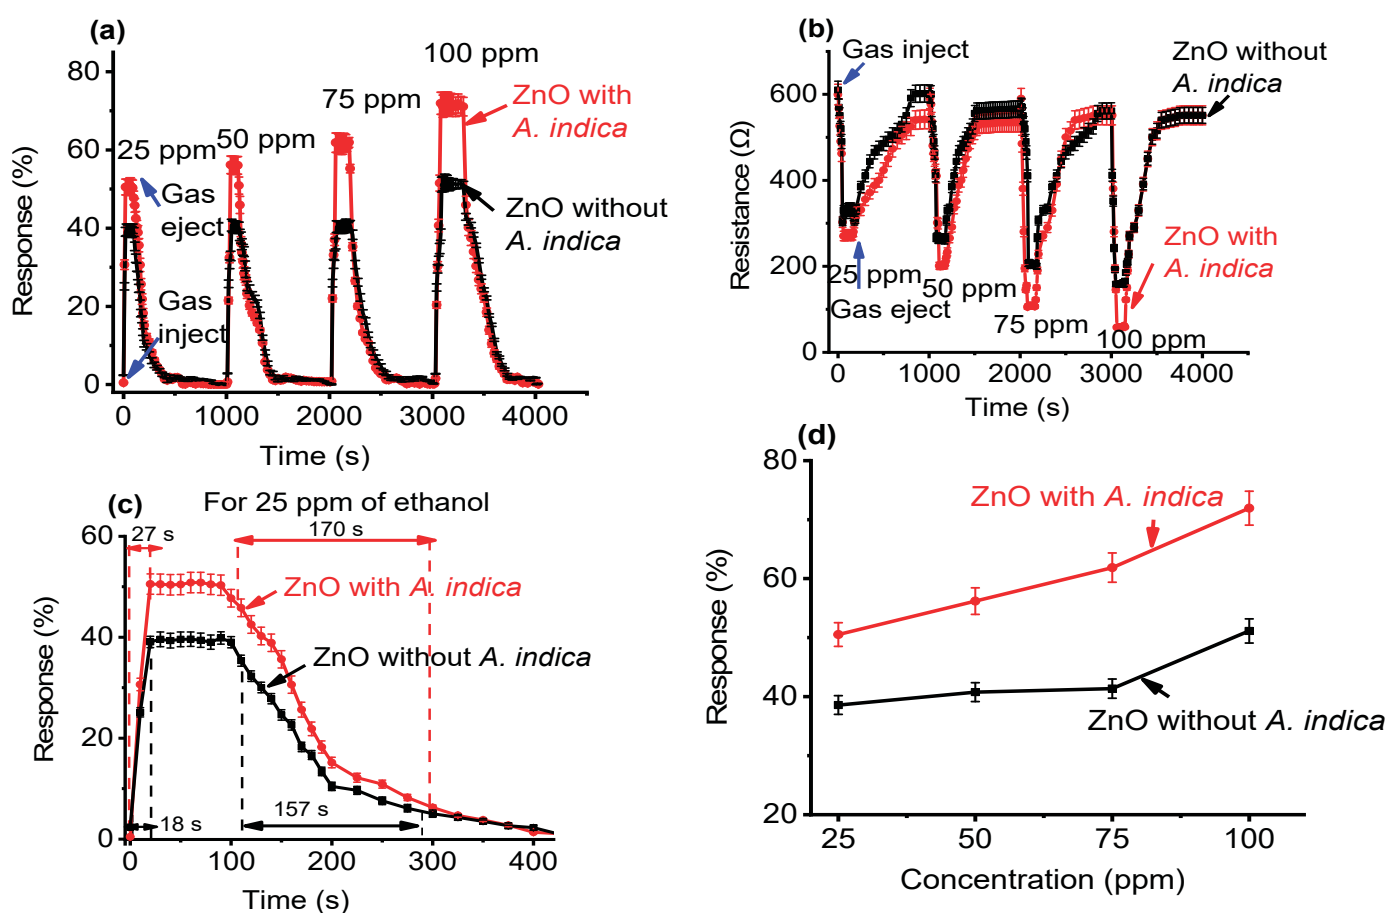 (a)
100 ppm
ZnO with
A. indica
75 ppm
50 ppm
25 ppm
Gas
eject
ZnO without
A. indica
Gas
inject
Response (%)
80
60
40
20
0
0 1000 2000 3000 4000
Time (s)
(b)
Gas inject
ZnO without
A. indica
Resistance (Ω)
600
400
200
0
25 ppm
Gas eject
50 ppm
75 ppm
100 ppm
ZnO with
A. indica
0 1000 2000 3000 4000
Time (s)
(c)
For 25 ppm of ethanol
27 s
170 s
ZnO with A. indica
ZnO without A. indica
18 s
157 s
Response (%)
60
40
20
0
0 100 200 300 400
Time (s)
(d)
ZnO with A. indica
ZnO without A. indica
Response (%)
80
60
40
20
25 50 75 100
Concentration (ppm)